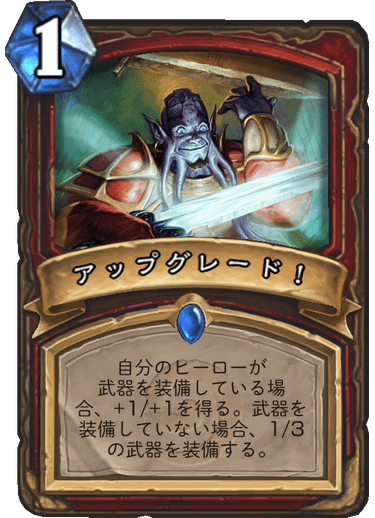 1
アップグレード！
自分のヒーローが
武器を装備している場
合、+1/+1を得る。武器を
装備していない場合、1/3
の武器を装備する。